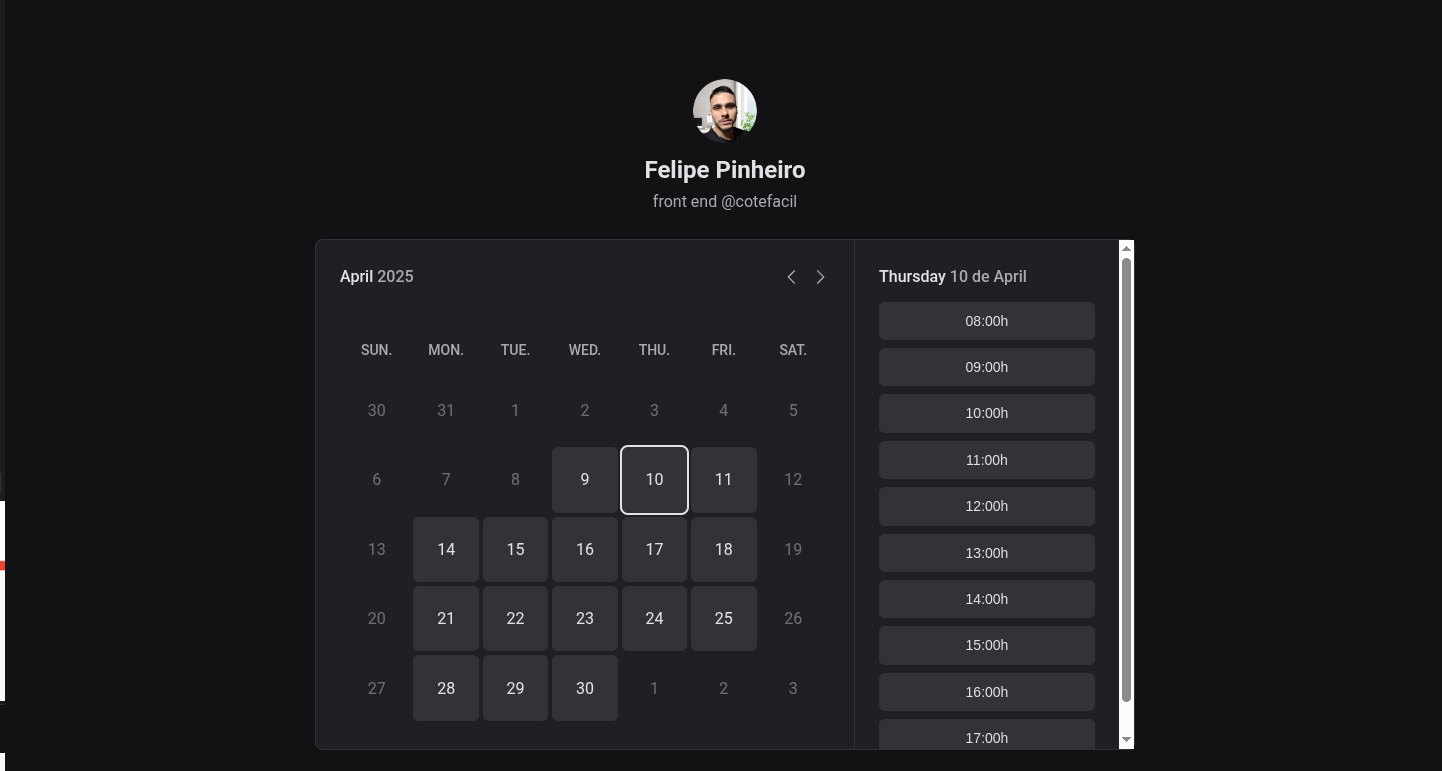 Felipe Pinheiro
front end @cotefacil
April 2025
SUN. MON. TUE. WED. THU. FRI. SAT.
30 31 1 2 3 4 5
6 7 8 9 10 11 12
13 14 15 16 17 18 19
20 21 22 23 24 25 26
27 28 29 30 1 2 3
Thursday 10 de April
08:00h
09:00h
10:00h
11:00h
12:00h
13:00h
14:00h
15:00h
16:00h
17:00h